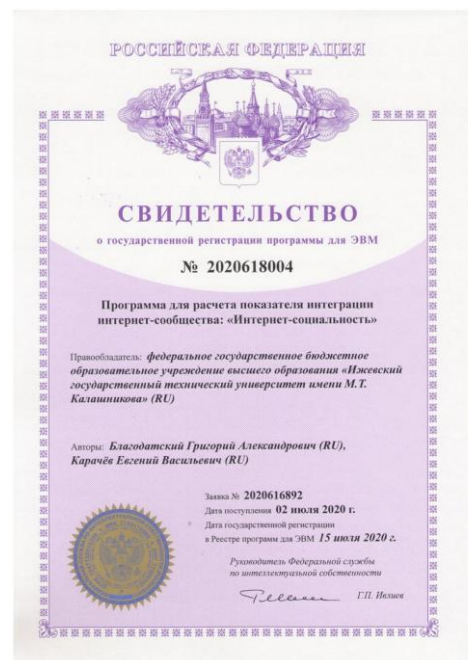 РОССИЙСКАЯ ФЕДЕРАЦИЯ
СВИДЕТЕЛЬСТВО
о государственной регистрации программы для ЭВМ
№ 2020618004
Программа для расчета показателя интеграции
интернет-сообщества: «Интернет-социальность»
Правообладатель: федеральное государственное бюджетное
образовательное учреждение высшего образования «Ижевский
государственный технический университет имени М.Т.
Калашникова» (RU)
Авторы: Благодатский Григорий Александрович (RU),
Карачёв Евгений Васильевич (RU)
Заявка № 2020616892
Дата поступления 02 июля 2020 г.
Дата государственной регистрации
в Реестре программ для ЭВМ 15 июля 2020 г.
Руководитель Федеральной службы
по интеллектуальной собственности
Г.П. Ивлиев